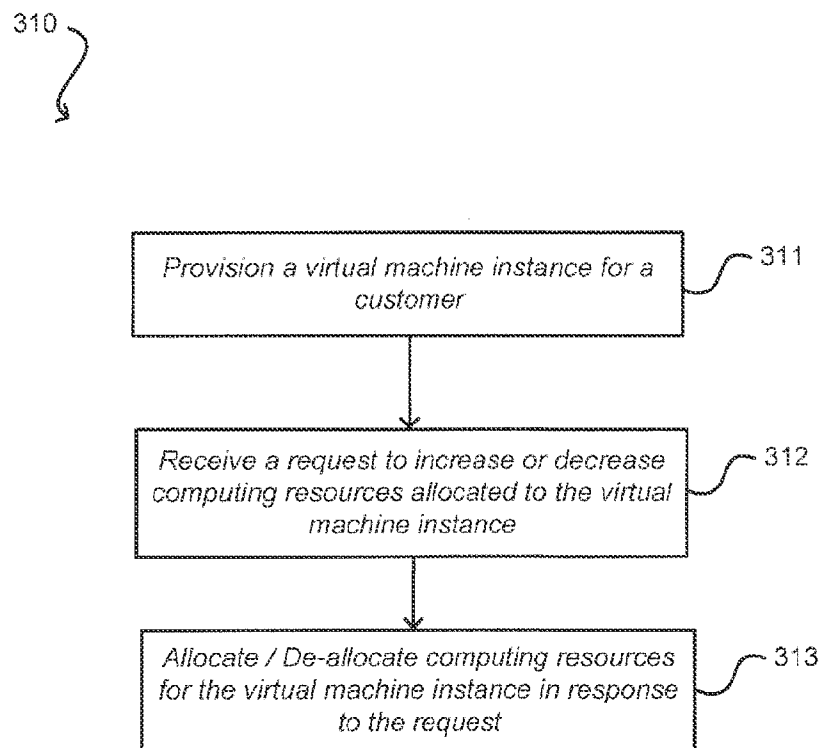 310
Provision a virtual machine instance for a
customer
311
Receive a request to increase or decrease
computing resources allocated to the virtual
machine instance
312
Allocate / De-allocate computing resources
for the virtual machine instance in response
to the request
313